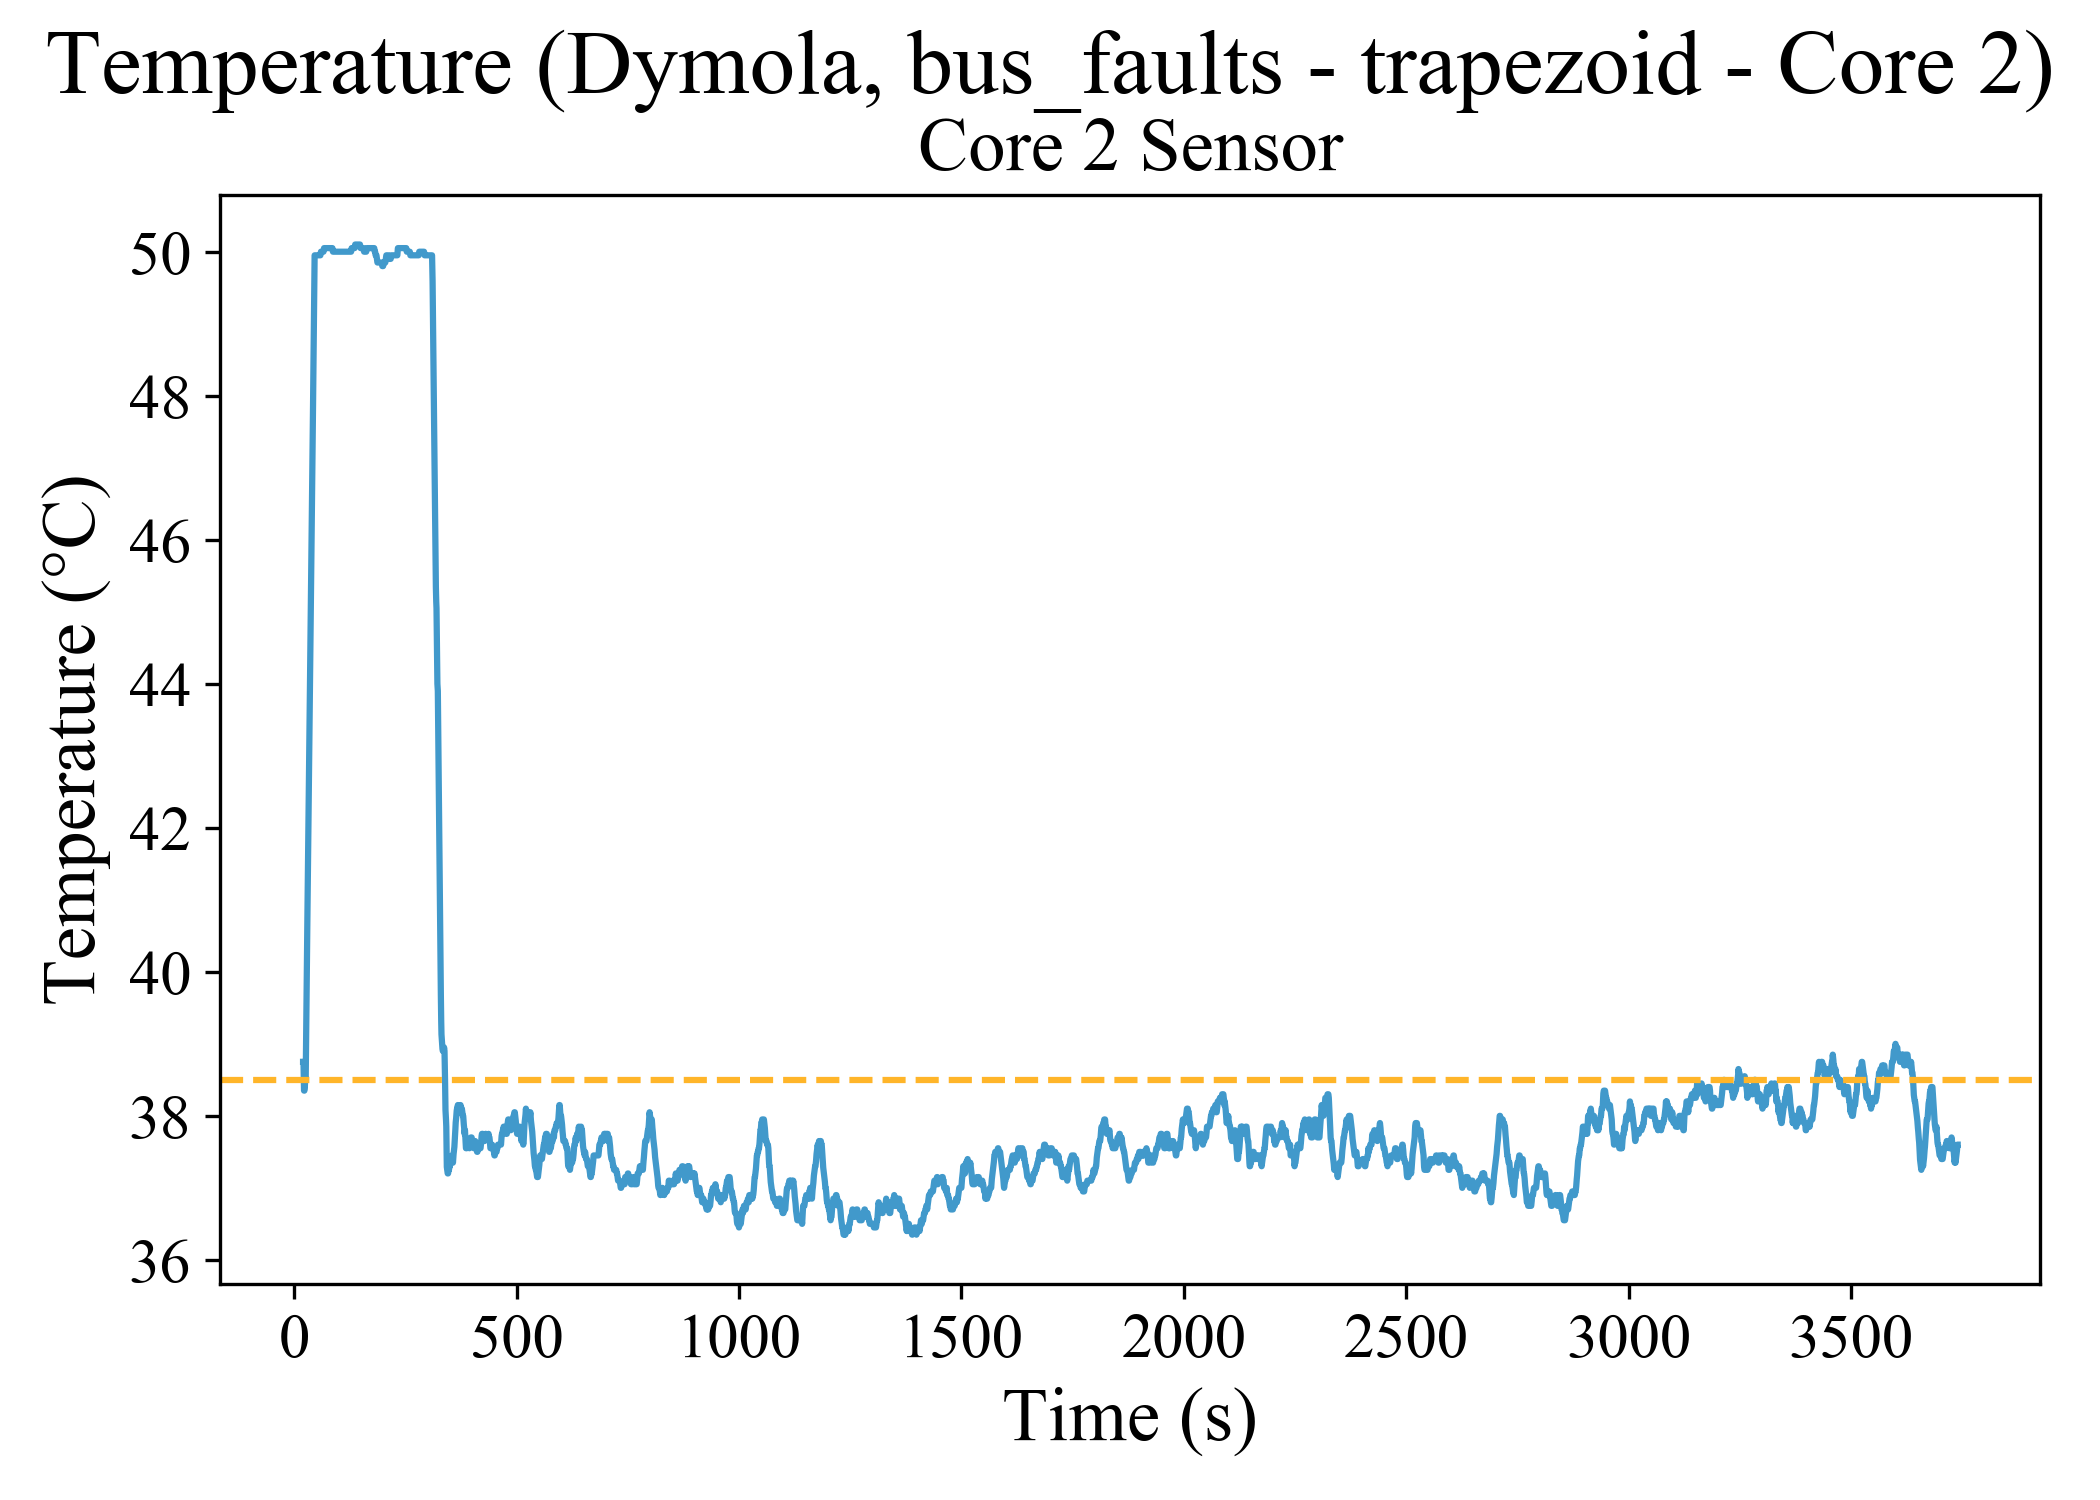 Temperature (Dymola, bus_faults - trapezoid - Core 2)
Core 2 Sensor
Temperature (°C)
50
48
46
44
42
40
38
36
0 500 1000 1500 2000 2500 3000 3500
Time (s)